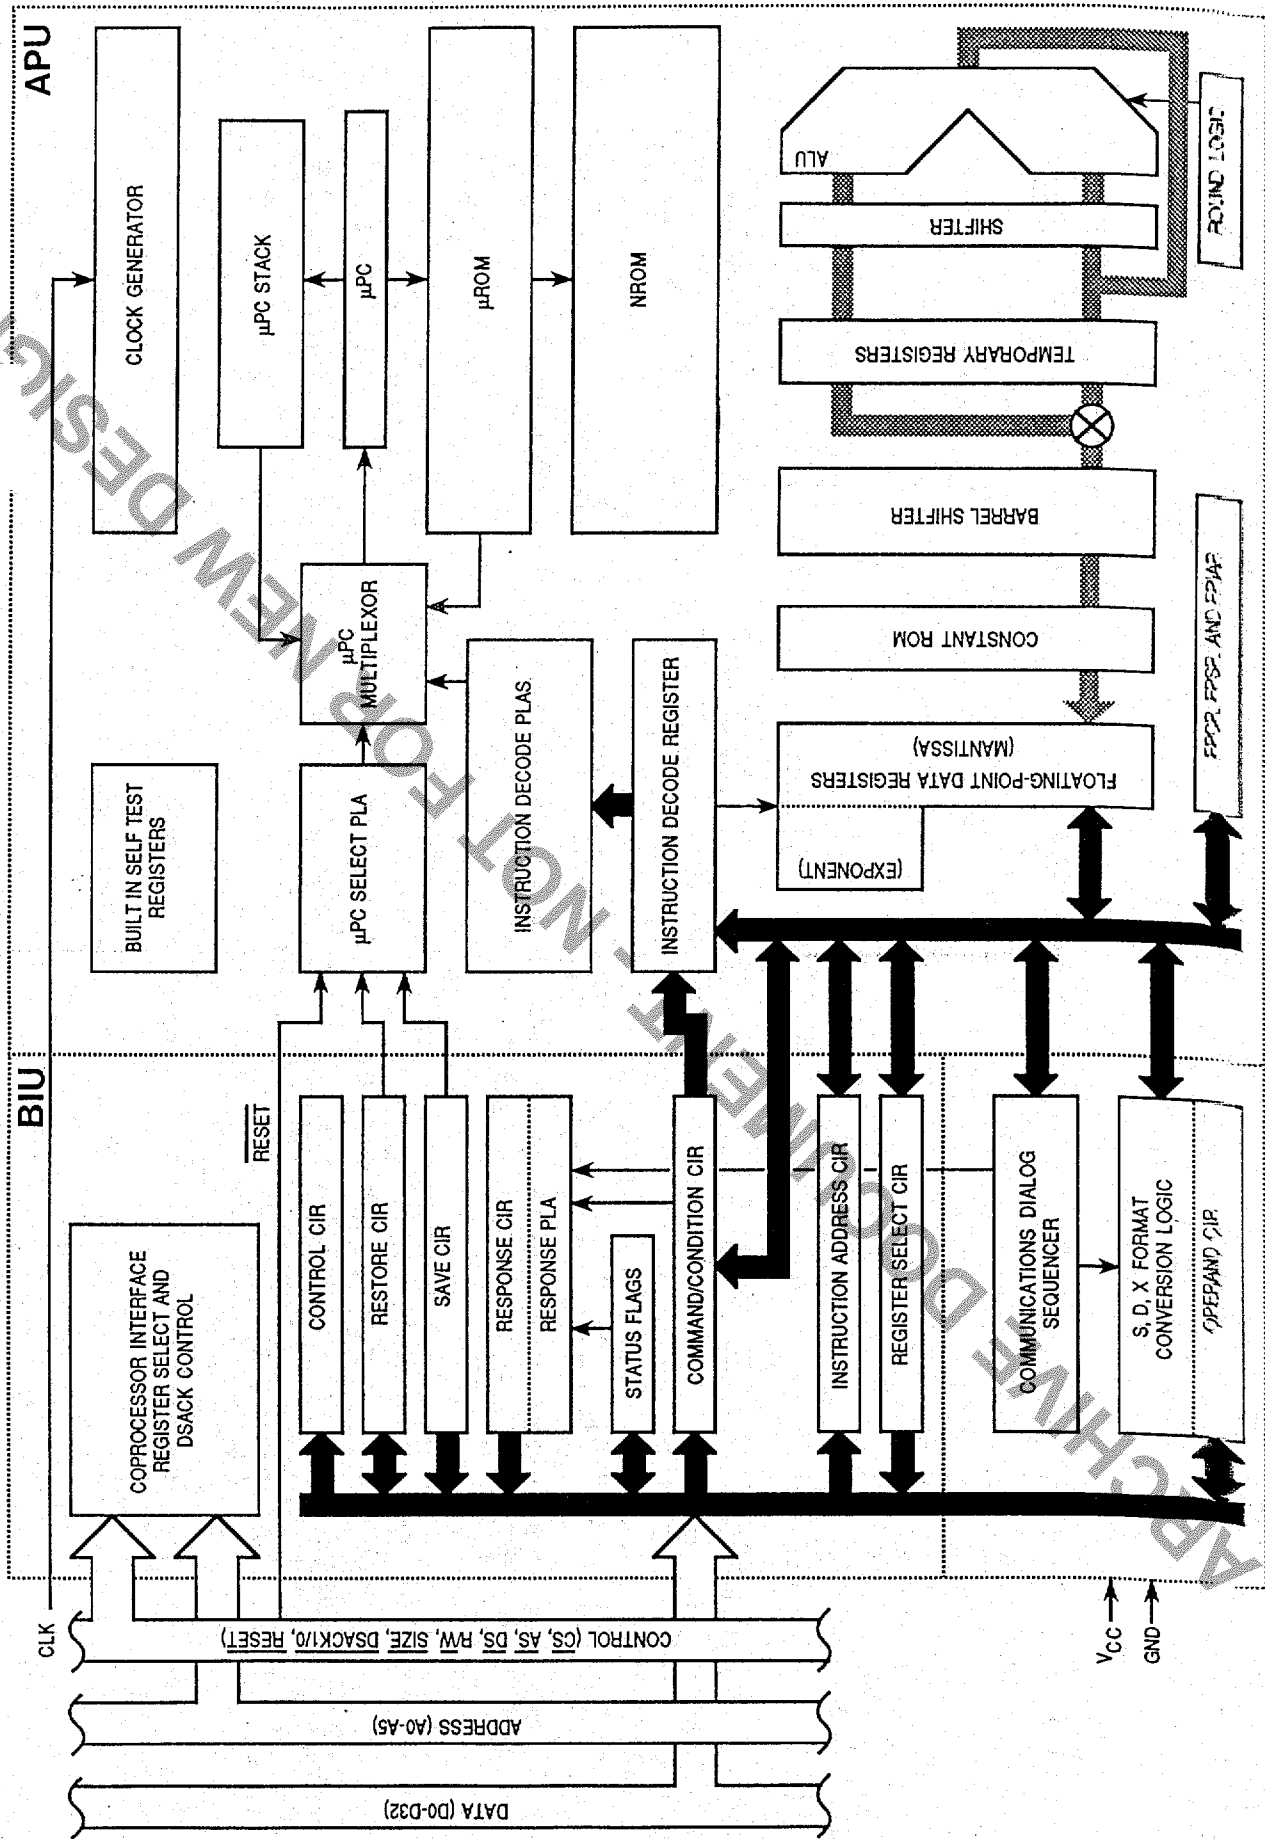 APU
BIU
CLK
CLOCK GENERATOR
BUILT IN SELF TEST
REGISTERS
COPROCESSOR INTERFACE
REGISTER SELECT AND
DSACK CONTROL
RESET
µPC STACK
µPC
µROM
NROM
µPC
MULTIPLEXOR
µPC SELECT PLA
INSTRUCTION DECODE PLAS
INSTRUCTION DECODE REGISTER
CONTROL CIR
RESTORE CIR
SAVE CIR
RESPONSE CIR
RESPONSE PLA
STATUS FLAGS
COMMAND/CONDITION CIR
INSTRUCTION ADDRESS CIR
REGISTER SELECT CIR
COMMUNICATIONS DIALOG
SEQUENCER
S, D, X FORMAT
CONVERSION LOGIC
OPERAND CIR
(EXPONENT)
FLOATING-POINT DATA REGISTERS
(MANTISSA)
CONSTANT ROM
BARREL SHIFTER
TEMPORARY REGISTERS
SHIFTER
ALU
ROUND LOGIC
FPCR, FPSR, AND FPIAR
CONTROL (CS, AS, DS, R/W, SIZE, DSACK1/0, RESET)
ADDRESS (A0-A5)
DATA (D0-D32)
VCC
GND
ARCHIVE DOCUMENT - NOT FOR NEW DESIG